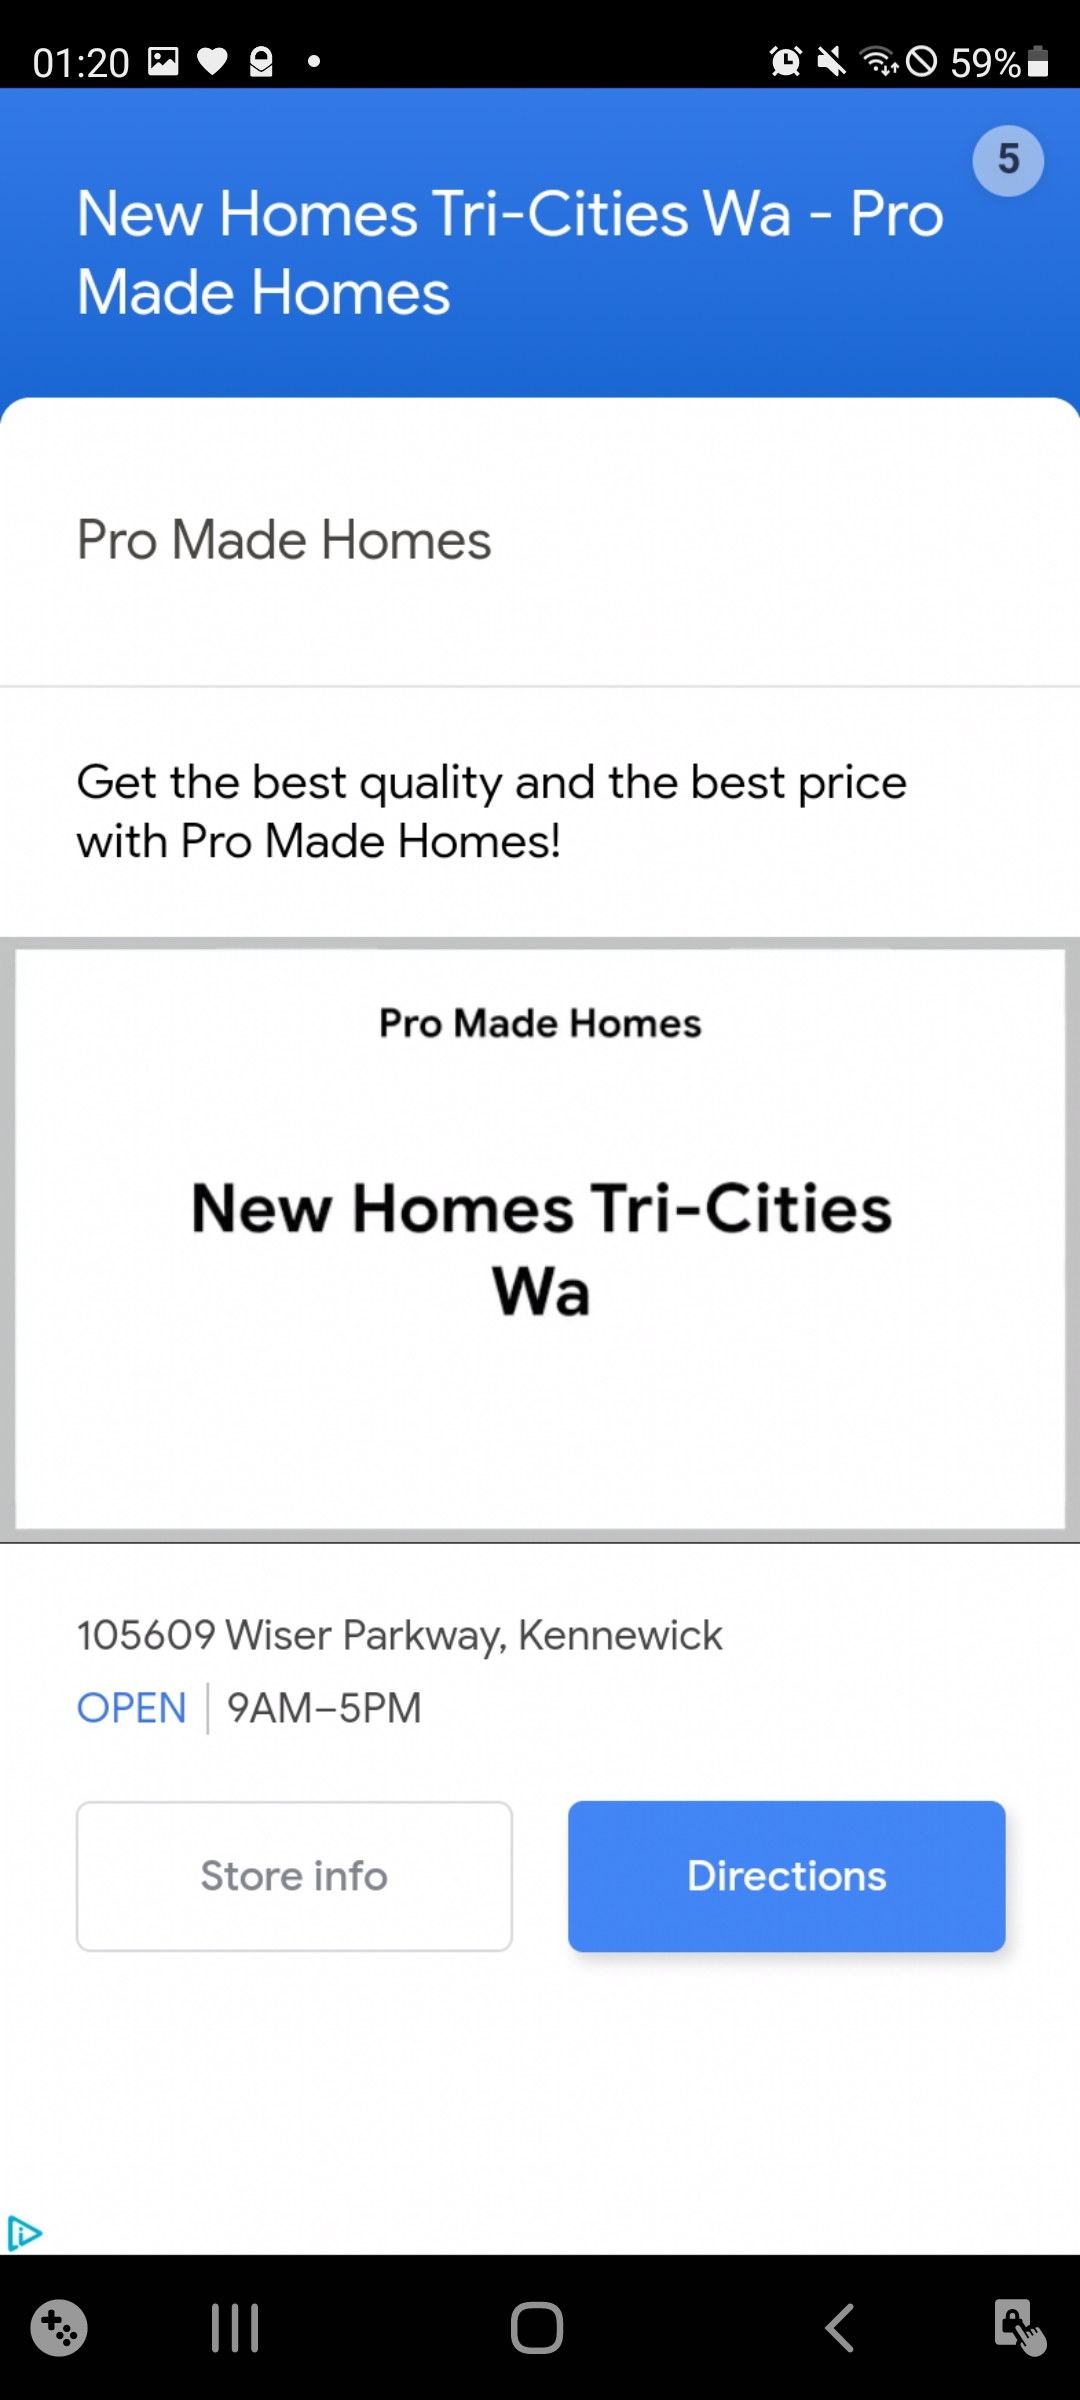 01:20
59%
5
New Homes Tri-Cities Wa - Pro
Made Homes
Pro Made Homes
Get the best quality and the best price
with Pro Made Homes!
Pro Made Homes
New Homes Tri-Cities
Wa
105609 Wiser Parkway, Kennewick
OPEN | 9AM–5PM
Store info
Directions